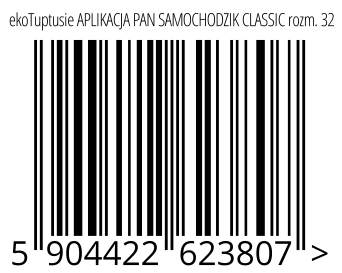 ekoTuptusie APLIKACJA PAN SAMOCHODZIK CLASSIC rozm. 32
5 904422 623807 >